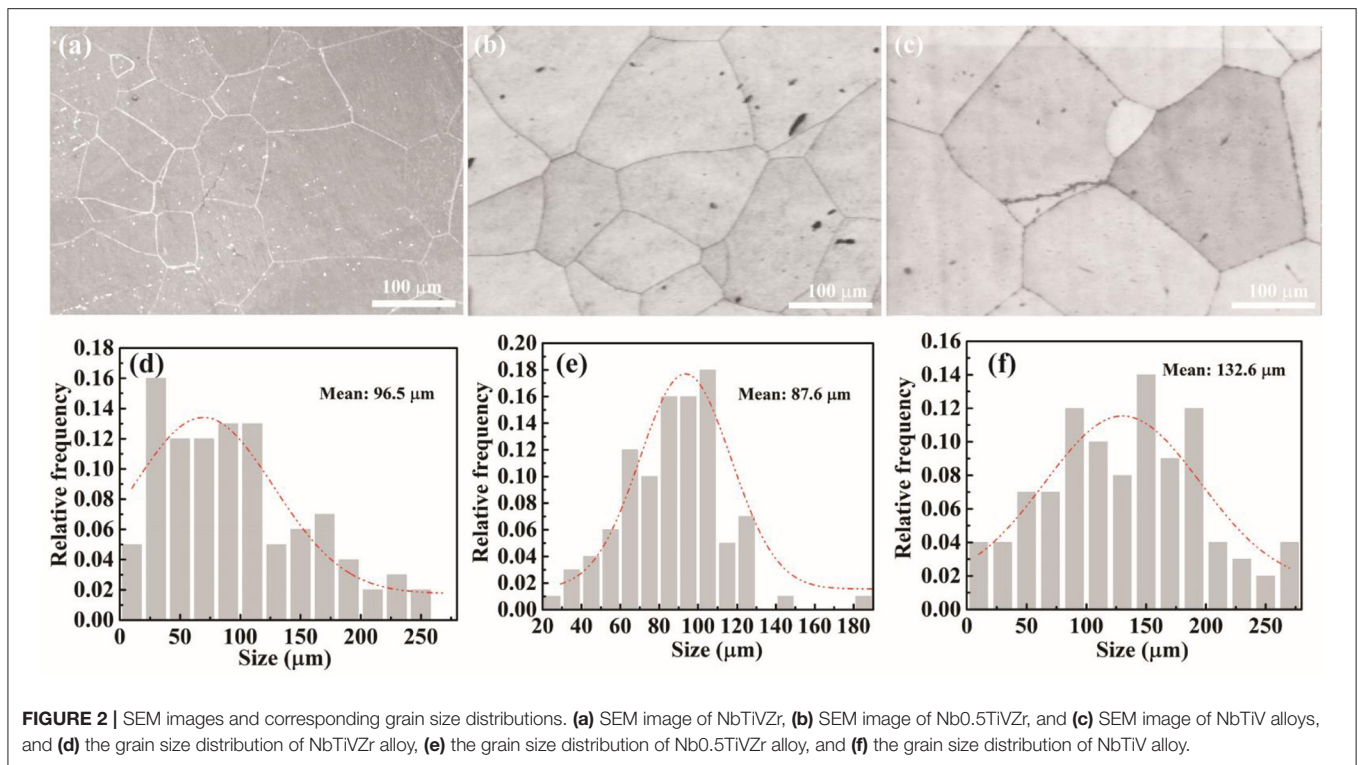 (a)
100 μm
(b)
100 μm
(c)
100 μm
(d)
Mean: 96.5 μm
Relative frequency
0.18
0.16
0.14
0.12
0.10
0.08
0.06
0.04
0.02
0.00
0 50 100 150 200 250
Size (μm)
(e)
Mean: 87.6 μm
Relative frequency
0.20
0.18
0.16
0.14
0.12
0.10
0.08
0.06
0.04
0.02
0.00
20 40 60 80 100 120 140 160 180
Size (μm)
(f)
Mean: 132.6 μm
Relative frequency
0.16
0.14
0.12
0.10
0.08
0.06
0.04
0.02
0.00
0 50 100 150 200 250
Size (μm)
FIGURE 2 | SEM images and corresponding grain size distributions. (a) SEM image of NbTiVZr, (b) SEM image of Nb0.5TiVZr, and (c) SEM image of NbTiV alloys,
and (d) the grain size distribution of NbTiVZr alloy, (e) the grain size distribution of Nb0.5TiVZr alloy, and (f) the grain size distribution of NbTiV alloy.